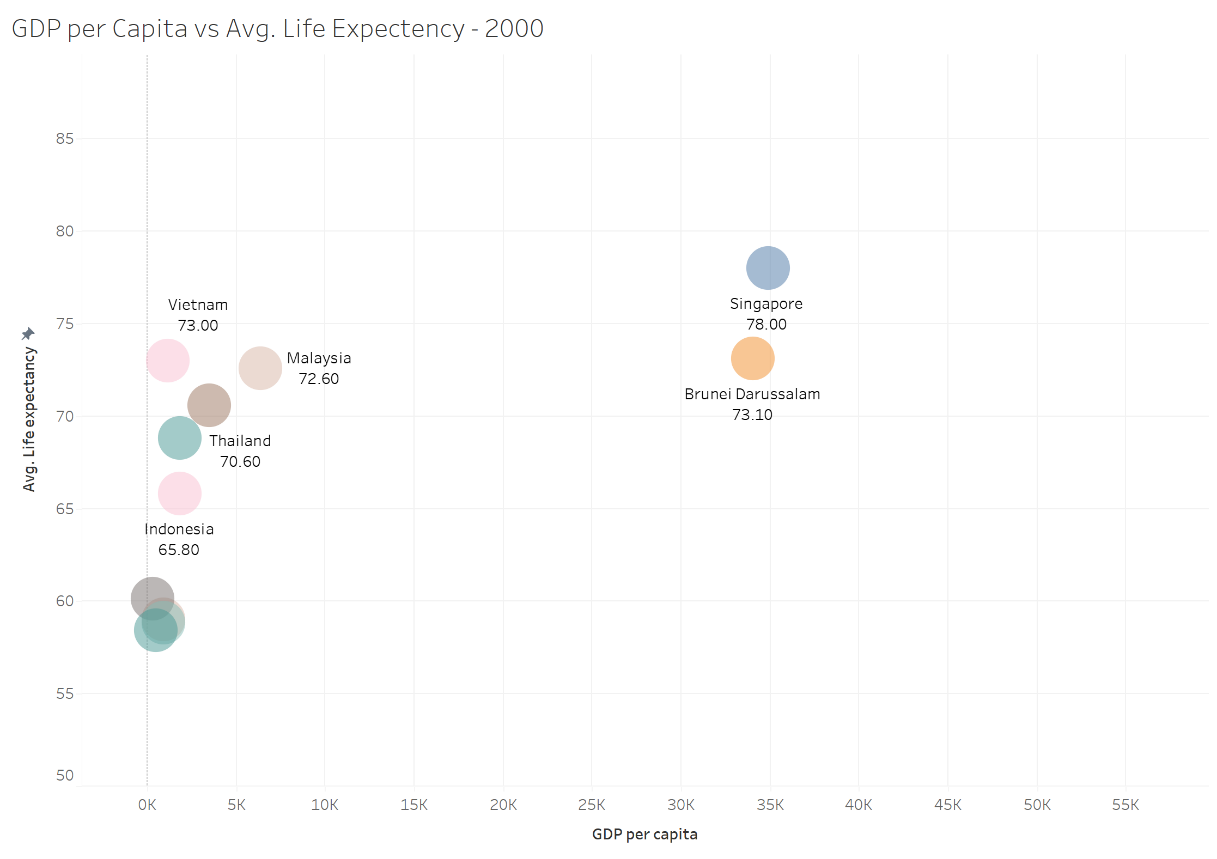 GDP per Capita vs Avg. Life Expectency - 2000
Avg. Life expectancy
85
80
75
70
65
60
55
50
Vietnam
73.00
Malaysia
72.60
Thailand
70.60
Indonesia
65.80
Singapore
78.00
Brunei Darussalam
73.10
0K 5K 10K 15K 20K 25K 30K 35K 40K 45K 50K 55K
GDP per capita